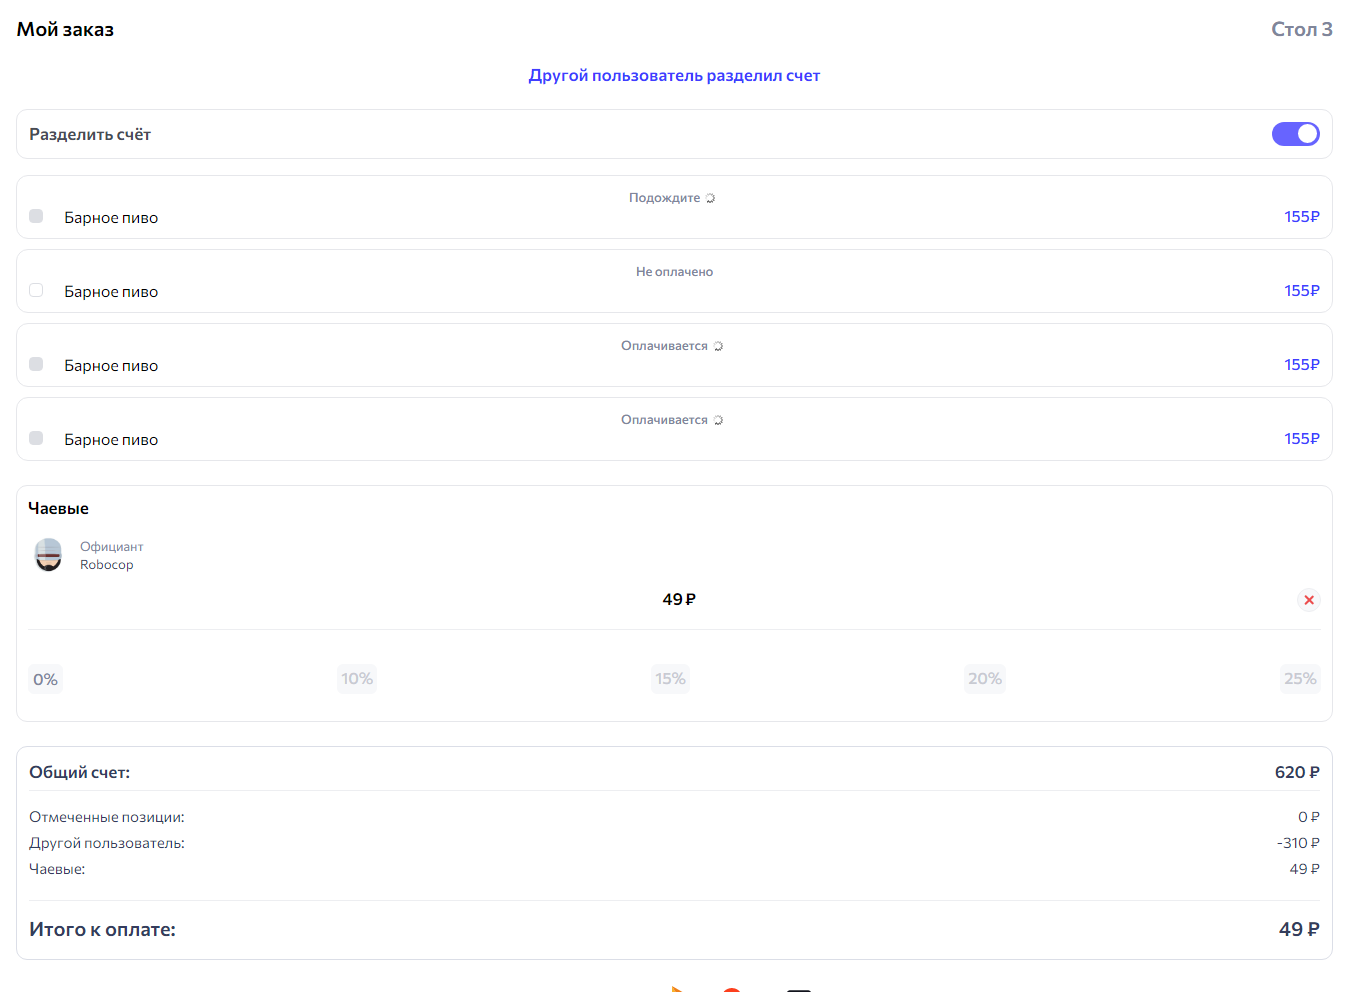 Мой заказ
Стол 3
Другой пользователь разделил счет
Разделить счёт
Подождите
Барное пиво
155₽
Не оплачено
Барное пиво
155₽
Оплачивается
Барное пиво
155₽
Оплачивается
Барное пиво
155₽
Чаевые
Официант
Robocop
49 ₽
0%
10%
15%
20%
25%
Общий счет:
620 ₽
Отмеченные позиции:
0 ₽
Другой пользователь:
-310 ₽
Чаевые:
49 ₽
Итого к оплате:
49 ₽